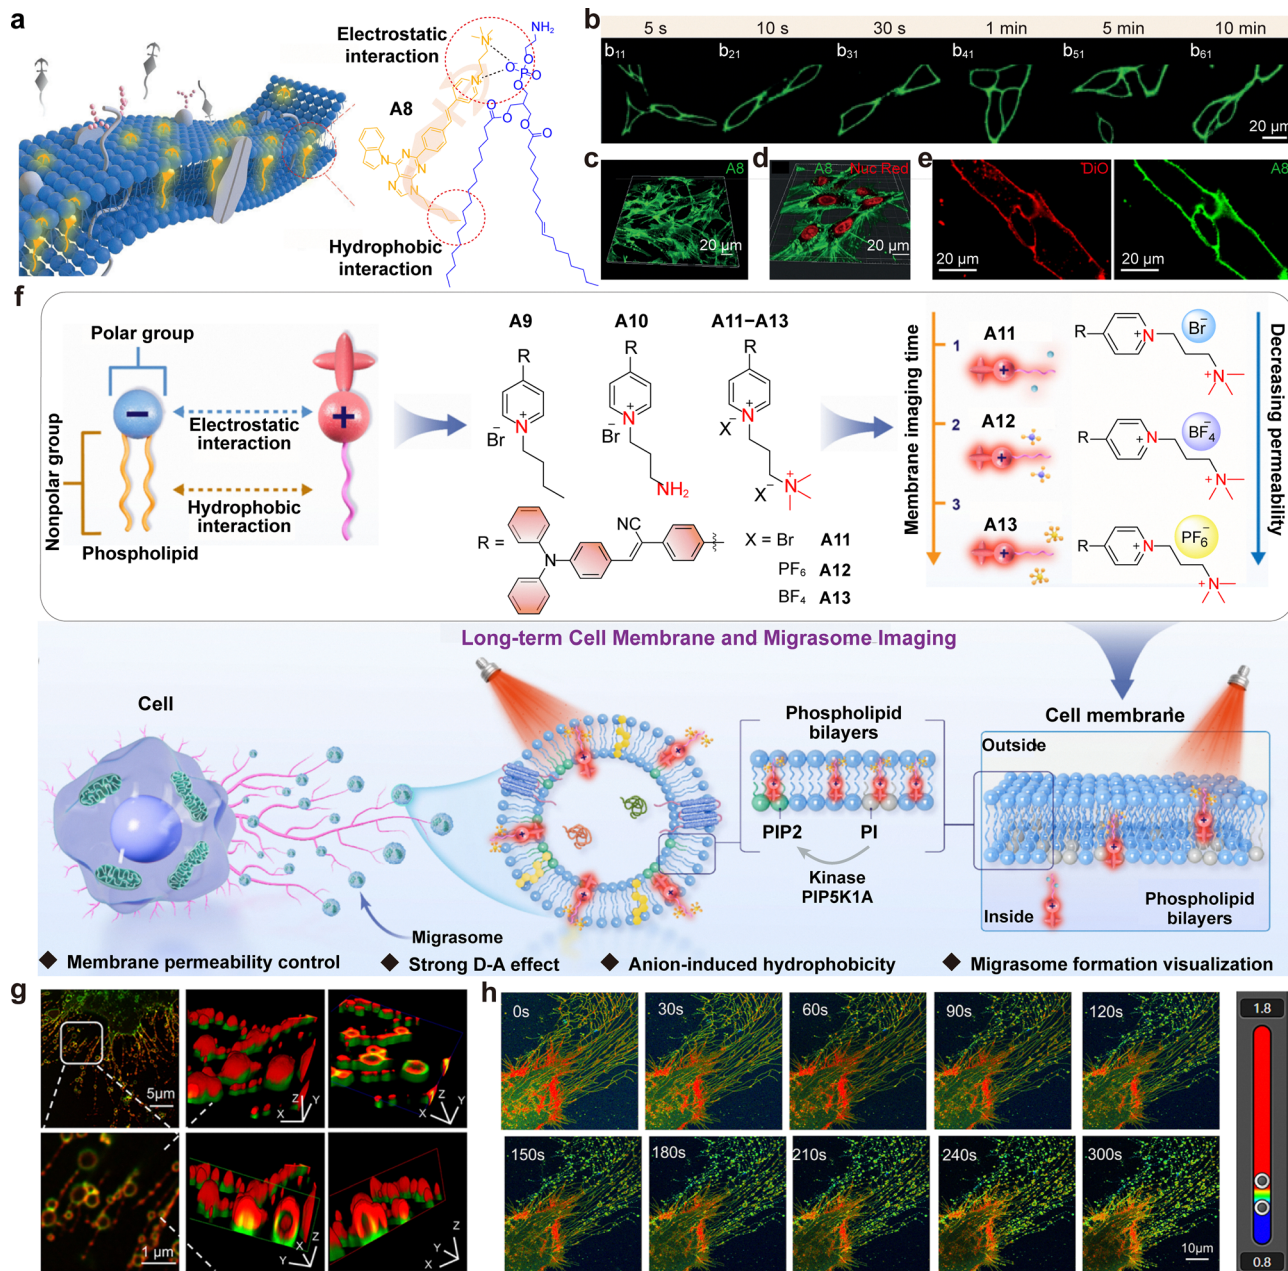 a
Electrostatic
interaction
A8
Hydrophobic
interaction
NH₂
N
O⁻
P
O
O
O
O
O
O
b
5 s
10 s
30 s
1 min
5 min
10 min
b₁₁
b₂₁
b₃₁
b₄₁
b₅₁
b₆₁
20 μm
c
A8
20 μm
d
A8
Nuc Red
20 μm
e
DiO
20 μm
A8
20 μm
f
Polar group
Nonpolar group
Electrostatic
interaction
Hydrophobic
interaction
Phospholipid
A9
A10
A11–A13
R
R
R
N⁺
Br⁻
N⁺
Br⁻
N⁺
X⁻
NH₂
X⁻
N⁺
R =
N
NC
X = Br A11
PF₆ A12
BF₄ A13
Membrane imaging time
1
2
3
A11
A12
A13
R
N
Br⁻
N
R
N
BF₄⁻
N
R
N
PF₆⁻
N
Decreasing permeability
Long-term Cell Membrane and Migrasome Imaging
Cell
Migrasome
Phospholipid
bilayers
PIP2
PI
Kinase
PIP5K1A
Cell membrane
Outside
Inside
Phospholipid
bilayers
◆ Membrane permeability control
◆ Strong D-A effect
◆ Anion-induced hydrophobicity
◆ Migrasome formation visualization
g
5μm
Z
Y
X
Z
Y
X
1 μm
Z
X
Y
Z
Y
X
h
0s
30s
60s
90s
120s
150s
180s
210s
240s
300s
10μm
1.8
0.8